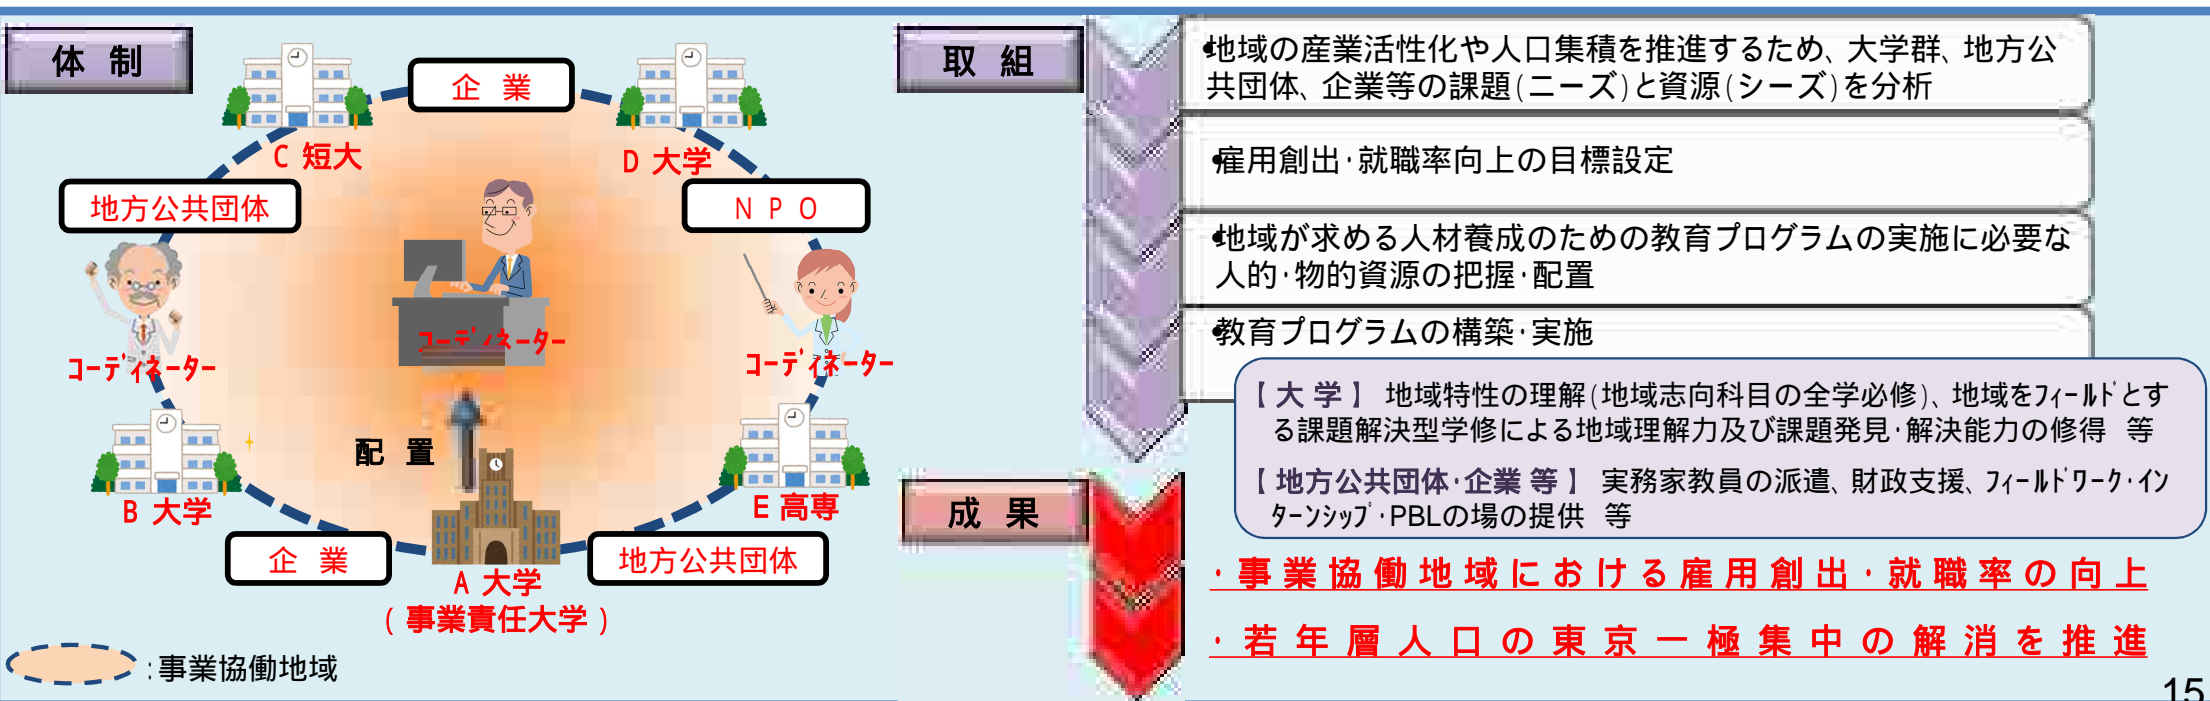 体 制
企 業
C 短大
D 大学
地方公共団体
N P O
コーディネーター
コーディネーター
コーディネーター
配 置
B 大学
E 高専
企 業
地方公共団体
A 大学
( 事業責任大学 )
:事業協働地域
取 組
•地域の産業活性化や人口集積を推進するため、大学群、地方公
共団体、企業等の課題(ニーズ)と資源(シーズ)を分析
•雇用創出･就職率向上の目標設定
•地域が求める人材養成のための教育プログラムの実施に必要な
人的･物的資源の把握･配置
•教育プログラムの構築･実施
【 大 学 】 地域特性の理解(地域志向科目の全学必修)、地域をフィールドとす
る課題解決型学修による地域理解力及び課題発見･解決能力の修得 等
【 地方公共団体･企業 等 】 実務家教員の派遣、財政支援、フィールドワーク･イン
ターンシップ･PBLの場の提供 等
成 果
･事業協働地域における雇用創出･就職率の向上
･若年層人口の東京一極集中の解消を推進
15